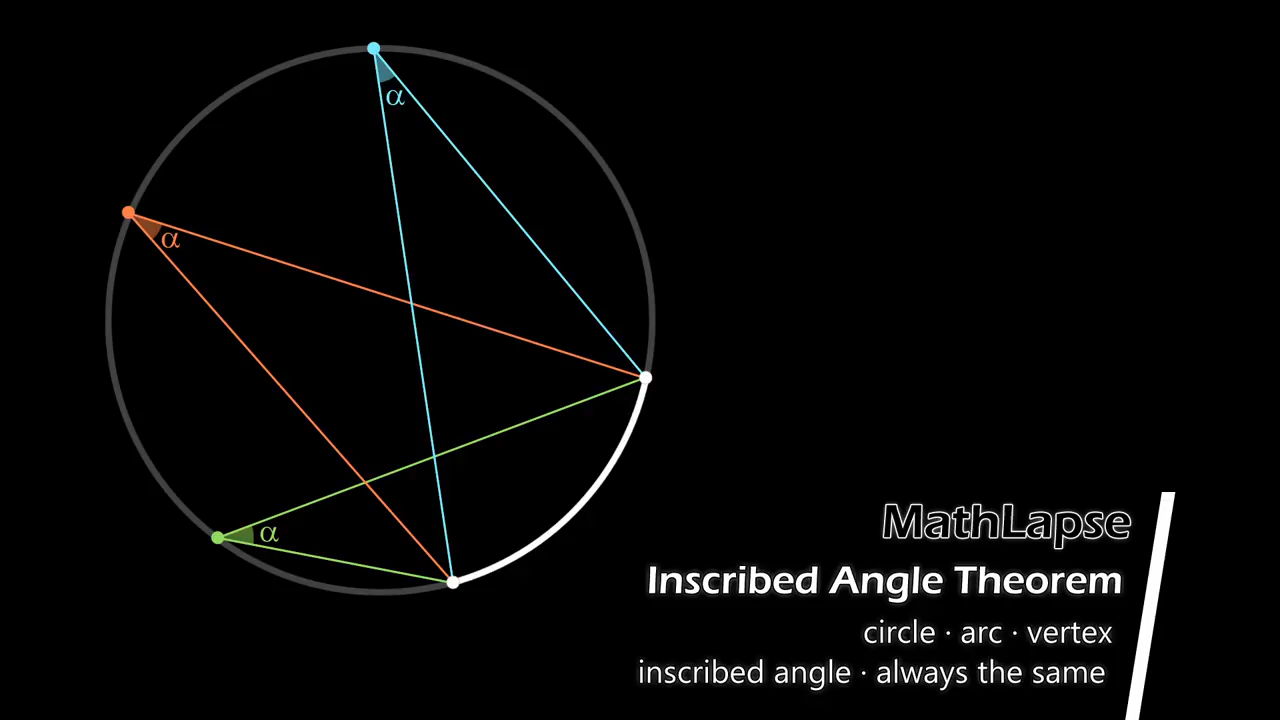 α
α
α
MathLapse
Inscribed Angle Theorem
circle · arc · vertex
inscribed angle · always the same